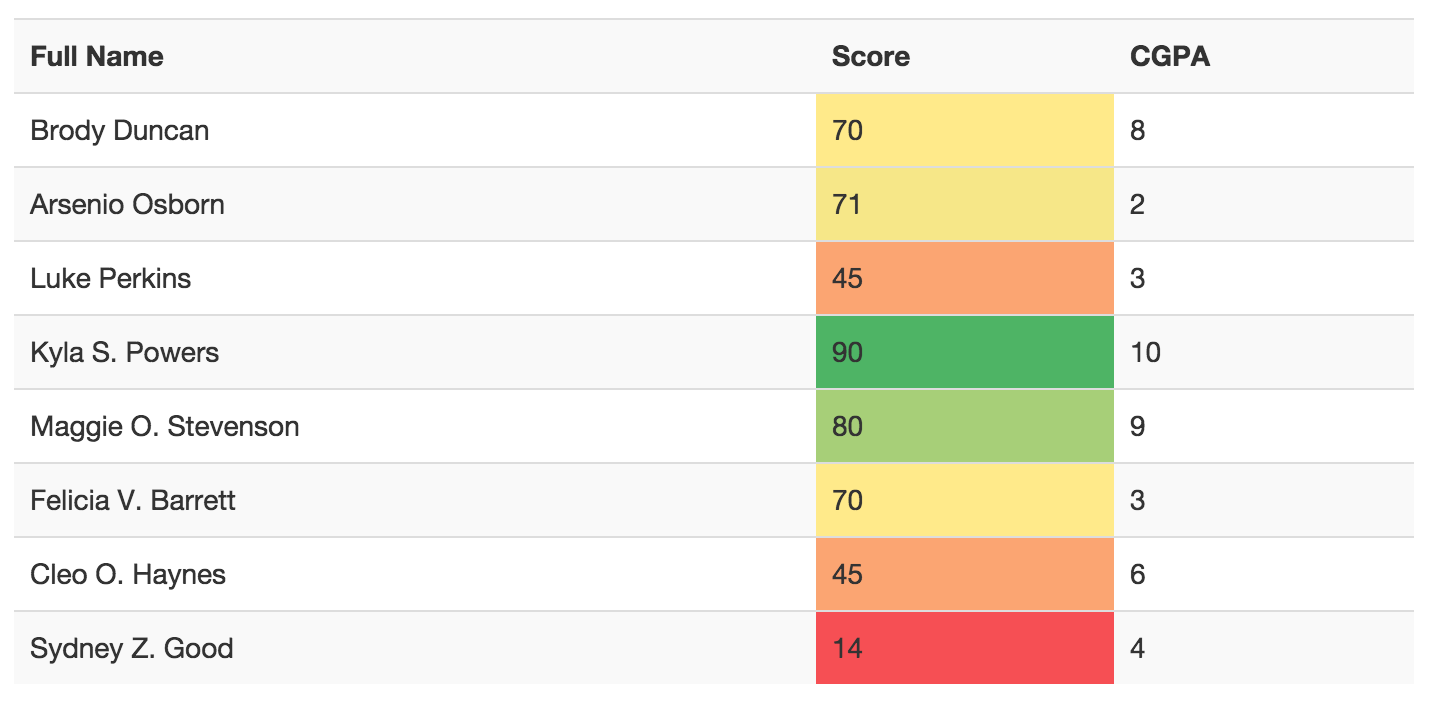 Full Name Score CGPA
Brody Duncan 70 8
Arsenio Osborn 71 2
Luke Perkins 45 3
Kyla S. Powers 90 10
Maggie O. Stevenson 80 9
Felicia V. Barrett 70 3
Cleo O. Haynes 45 6
Sydney Z. Good 14 4